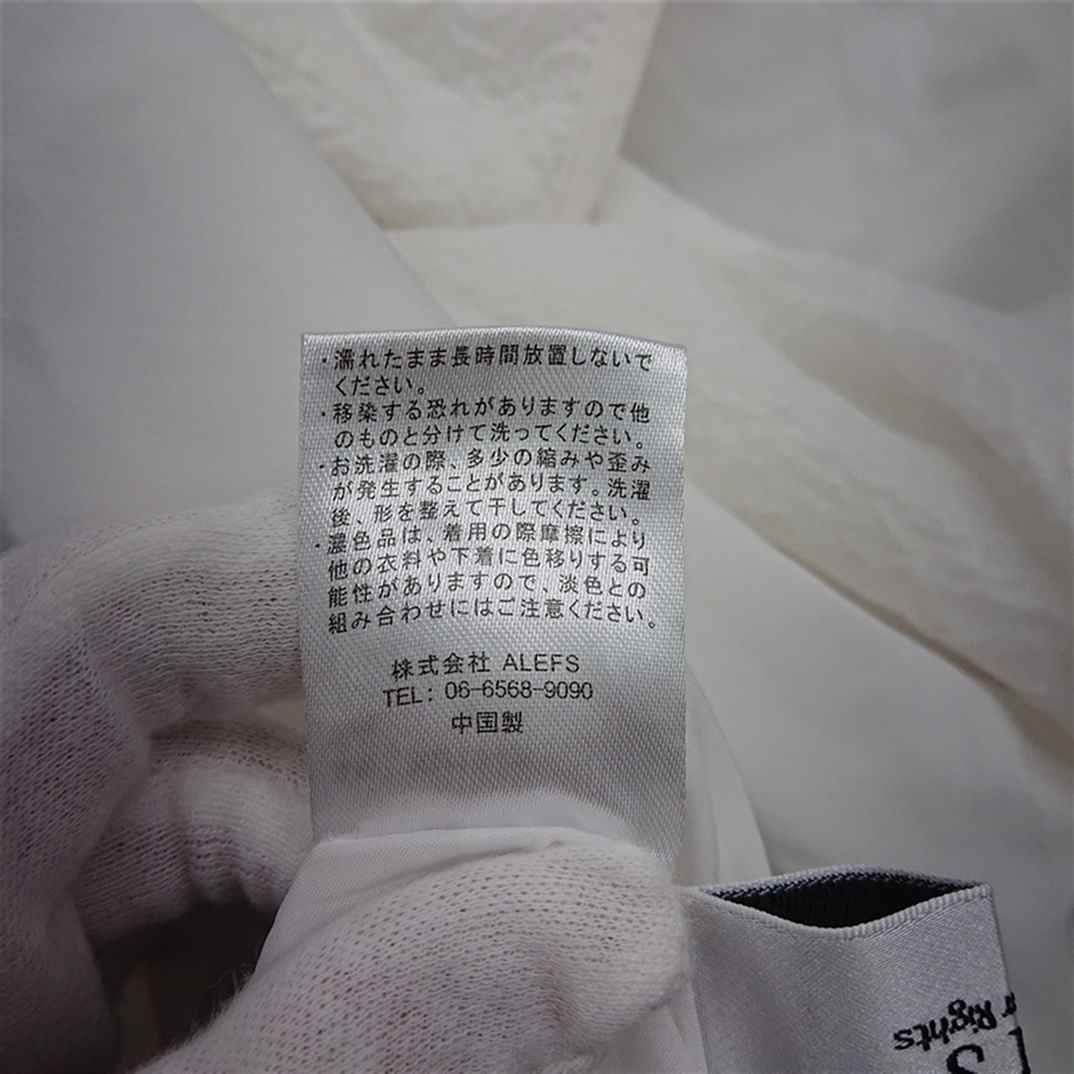 ・濡れたまま長時間放置しないで
ください。
・移染する恐れがありますので他
のものと分けて洗ってください。
・お洗濯の際、多少の縮みや歪み
が発生することがあります。洗濯
後、形を整えて干してください。
・濃色品は、着用の際摩擦により
他の衣料や下着に色移りする可
能性がありますので、淡色との
組み合わせにはご注意ください。
株式会社 ALEFS
TEL: 06-6568-9090
中国製
Rights